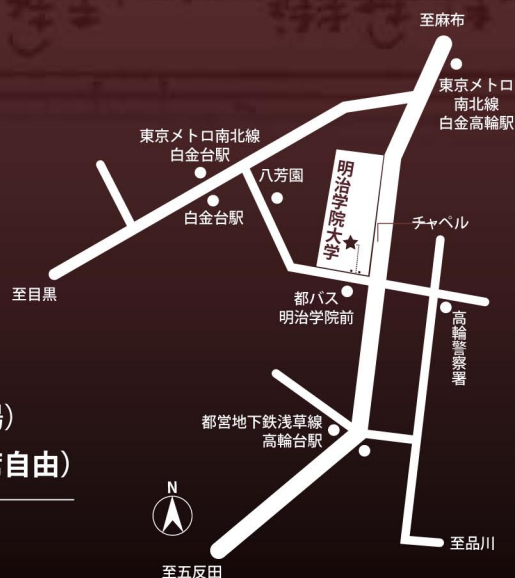 至麻布
東京メトロ
南北線
白金高輪駅
東京メトロ南北線
白金台駅
八芳園
明治学院大学
白金台駅
チャペル
至目黒
都バス
明治学院前
高輪警察署
場）
席自由）
都営地下鉄浅草線
高輪台駅
N
至品川
至五反田